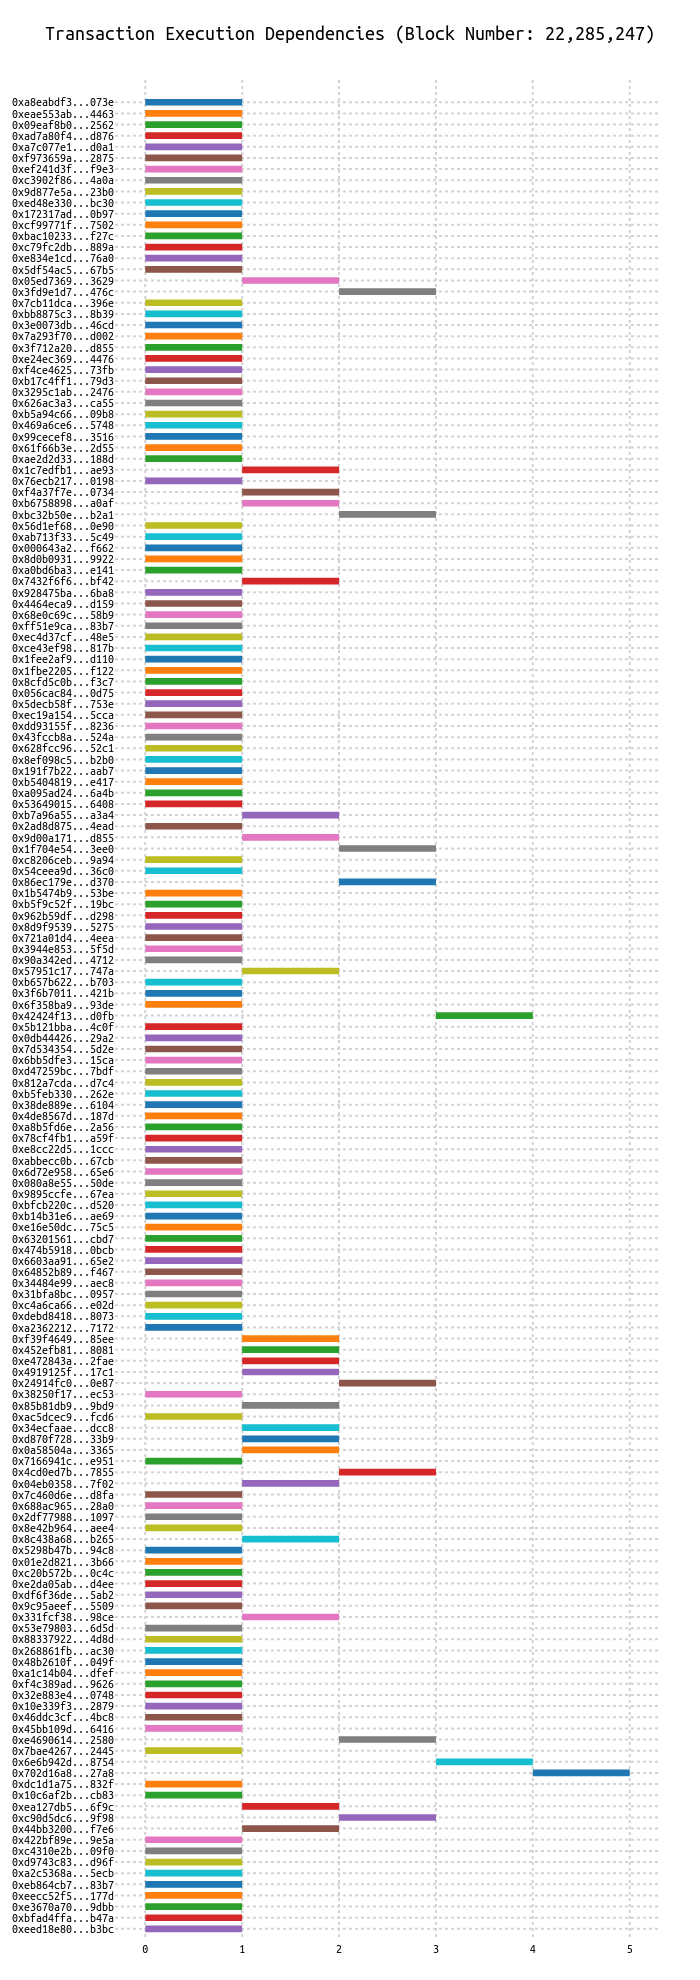 Transaction Execution Dependencies (Block Number: 22,285,247)
0xa8eabdf3...073e
0xeae553ab...4463
0x09eaf8b0...2562
0xad7a80f4...d876
0xa7c077e1...d0a1
0xf973659a...2875
0xef241d3f...f9e3
0xc3902f86...4a0a
0x9d877e5a...23b0
0xed48e330...bc30
0x172317ad...0b97
0xcf99771f...7502
0xbac10233...f27c
0xc79fc2db...889a
0xe834e1cd...76a0
0x5df54ac5...67b5
0x05ed7369...3629
0x3fd9e1d7...476c
0x7cb11dca...396e
0xbb8875c3...8b39
0x3e0073db...46cd
0x7a293f70...d002
0x3f712a20...d855
0xe24ec369...4476
0xf4ce4625...73fb
0xb17c4ff1...79d3
0x3295c1ab...2476
0x626ac3a3...ca55
0xb5a94c66...09b8
0x469a6ce6...5748
0x99cecef8...3516
0x61f66b3e...2d55
0xae2d2d33...188d
0x1c7edfb1...ae93
0x76ecb217...0198
0xf4a37f7e...0734
0xb6758898...a0af
0xbc32b50e...b2a1
0x56d1ef68...0e90
0xab713f33...5c49
0x000643a2...f662
0x8d0b0931...9922
0xa0bd6ba3...e141
0x7432f6f6...bf42
0x928475ba...6ba8
0x4464eca9...d159
0x68e0c69c...58b9
0xff51e9ca...83b7
0xec4d37cf...48e5
0xce43ef98...817b
0x1fee2af9...d110
0x1fbe2205...f122
0x8cfd5c0b...f3c7
0x056cac84...0d75
0x5decb58f...753e
0xec19a154...5cca
0xdd93155f...8236
0x43fccb8a...524a
0x628fcc96...52c1
0x8ef098c5...b2b0
0x191f7b22...aab7
0xb5404819...e417
0xa095ad24...6a4b
0x53649015...6408
0xb7a96a55...a3a4
0x2ad8d875...4ead
0x9d00a171...d855
0x1f704e54...3ee0
0xc8206ceb...9a94
0x54ceea9d...36c0
0x86ec179e...d370
0x1b5474b9...53be
0xb5f9c52f...19bc
0x962b59df...d298
0x8d9f9539...5275
0x721a01d4...4eea
0x3944e853...5f5d
0x90a342ed...4712
0x57951c17...747a
0xb657b622...b703
0x3f6b7011...421b
0x6f358ba9...93de
0x42424f13...d0fb
0x5b121bba...4c0f
0x0db44426...29a2
0x7d534354...5d2e
0x6bb5dfe3...15ca
0xd47259bc...7bdf
0x812a7cda...d7c4
0xb5feb330...262e
0x38de889e...6104
0x4de8567d...187d
0xa8b5fd6e...2a56
0x78cf4fb1...a59f
0xe8cc22d5...1ccc
0xabbecc0b...67cb
0x6d72e958...65e6
0x080a8e55...50de
0x9895ccfe...67ea
0xbfcb220c...d520
0xb14b31e6...ae69
0xe16e50dc...75c5
0x63201561...cbd7
0x474b5918...0bcb
0x6603aa91...65e2
0x64852b89...f467
0x34484e99...aec8
0x31bfa8bc...0957
0xc4a6ca66...e02d
0xdebd8418...8073
0xa2362212...7172
0xf39f4649...85ee
0x452efb81...8081
0xe472843a...2fae
0x4919125f...17c1
0x24914fc0...0e87
0x38250f17...ec53
0x85b81db9...9bd9
0xac5dcec9...fcd6
0x34ecfaae...dcc8
0xd870f728...33b9
0x0a58504a...3365
0x7166941c...e951
0x4cd0ed7b...7855
0x04eb0358...7f02
0x7c460d6e...d8fa
0x688ac965...28a0
0x2df77988...1097
0x8e42b964...aee4
0x8c438a68...b265
0x5298b47b...94c8
0x01e2d821...3b66
0xc20b572b...0c4c
0xe2da05ab...d4ee
0xdf6f36de...5ab2
0x9c95aeef...5509
0x331fcf38...98ce
0x53e79803...6d5d
0x88337922...4d8d
0x268861fb...ac30
0x48b2610f...049f
0xa1c14b04...dfef
0xf4c389ad...9626
0x32e883e4...0748
0x10e339f3...2879
0x46ddc3cf...4bc8
0x45bb109d...6416
0xe4690614...2580
0x7bae4267...2445
0x6e6b942d...8754
0x702d16a8...27a8
0xdc1d1a75...832f
0x10c6af2b...cb83
0xea127db5...6f9c
0xc90d5dc6...9f98
0x44bb3200...f7e6
0x422bf89e...9e5a
0xc4310e2b...09f0
0xd9743c83...d96f
0xa2c5368a...5ecb
0xeb864cb7...83b7
0xeecc52f5...177d
0xe3670a70...9dbb
0xbfad4ffa...b47a
0xeed18e80...b3bc
0 1 2 3 4 5